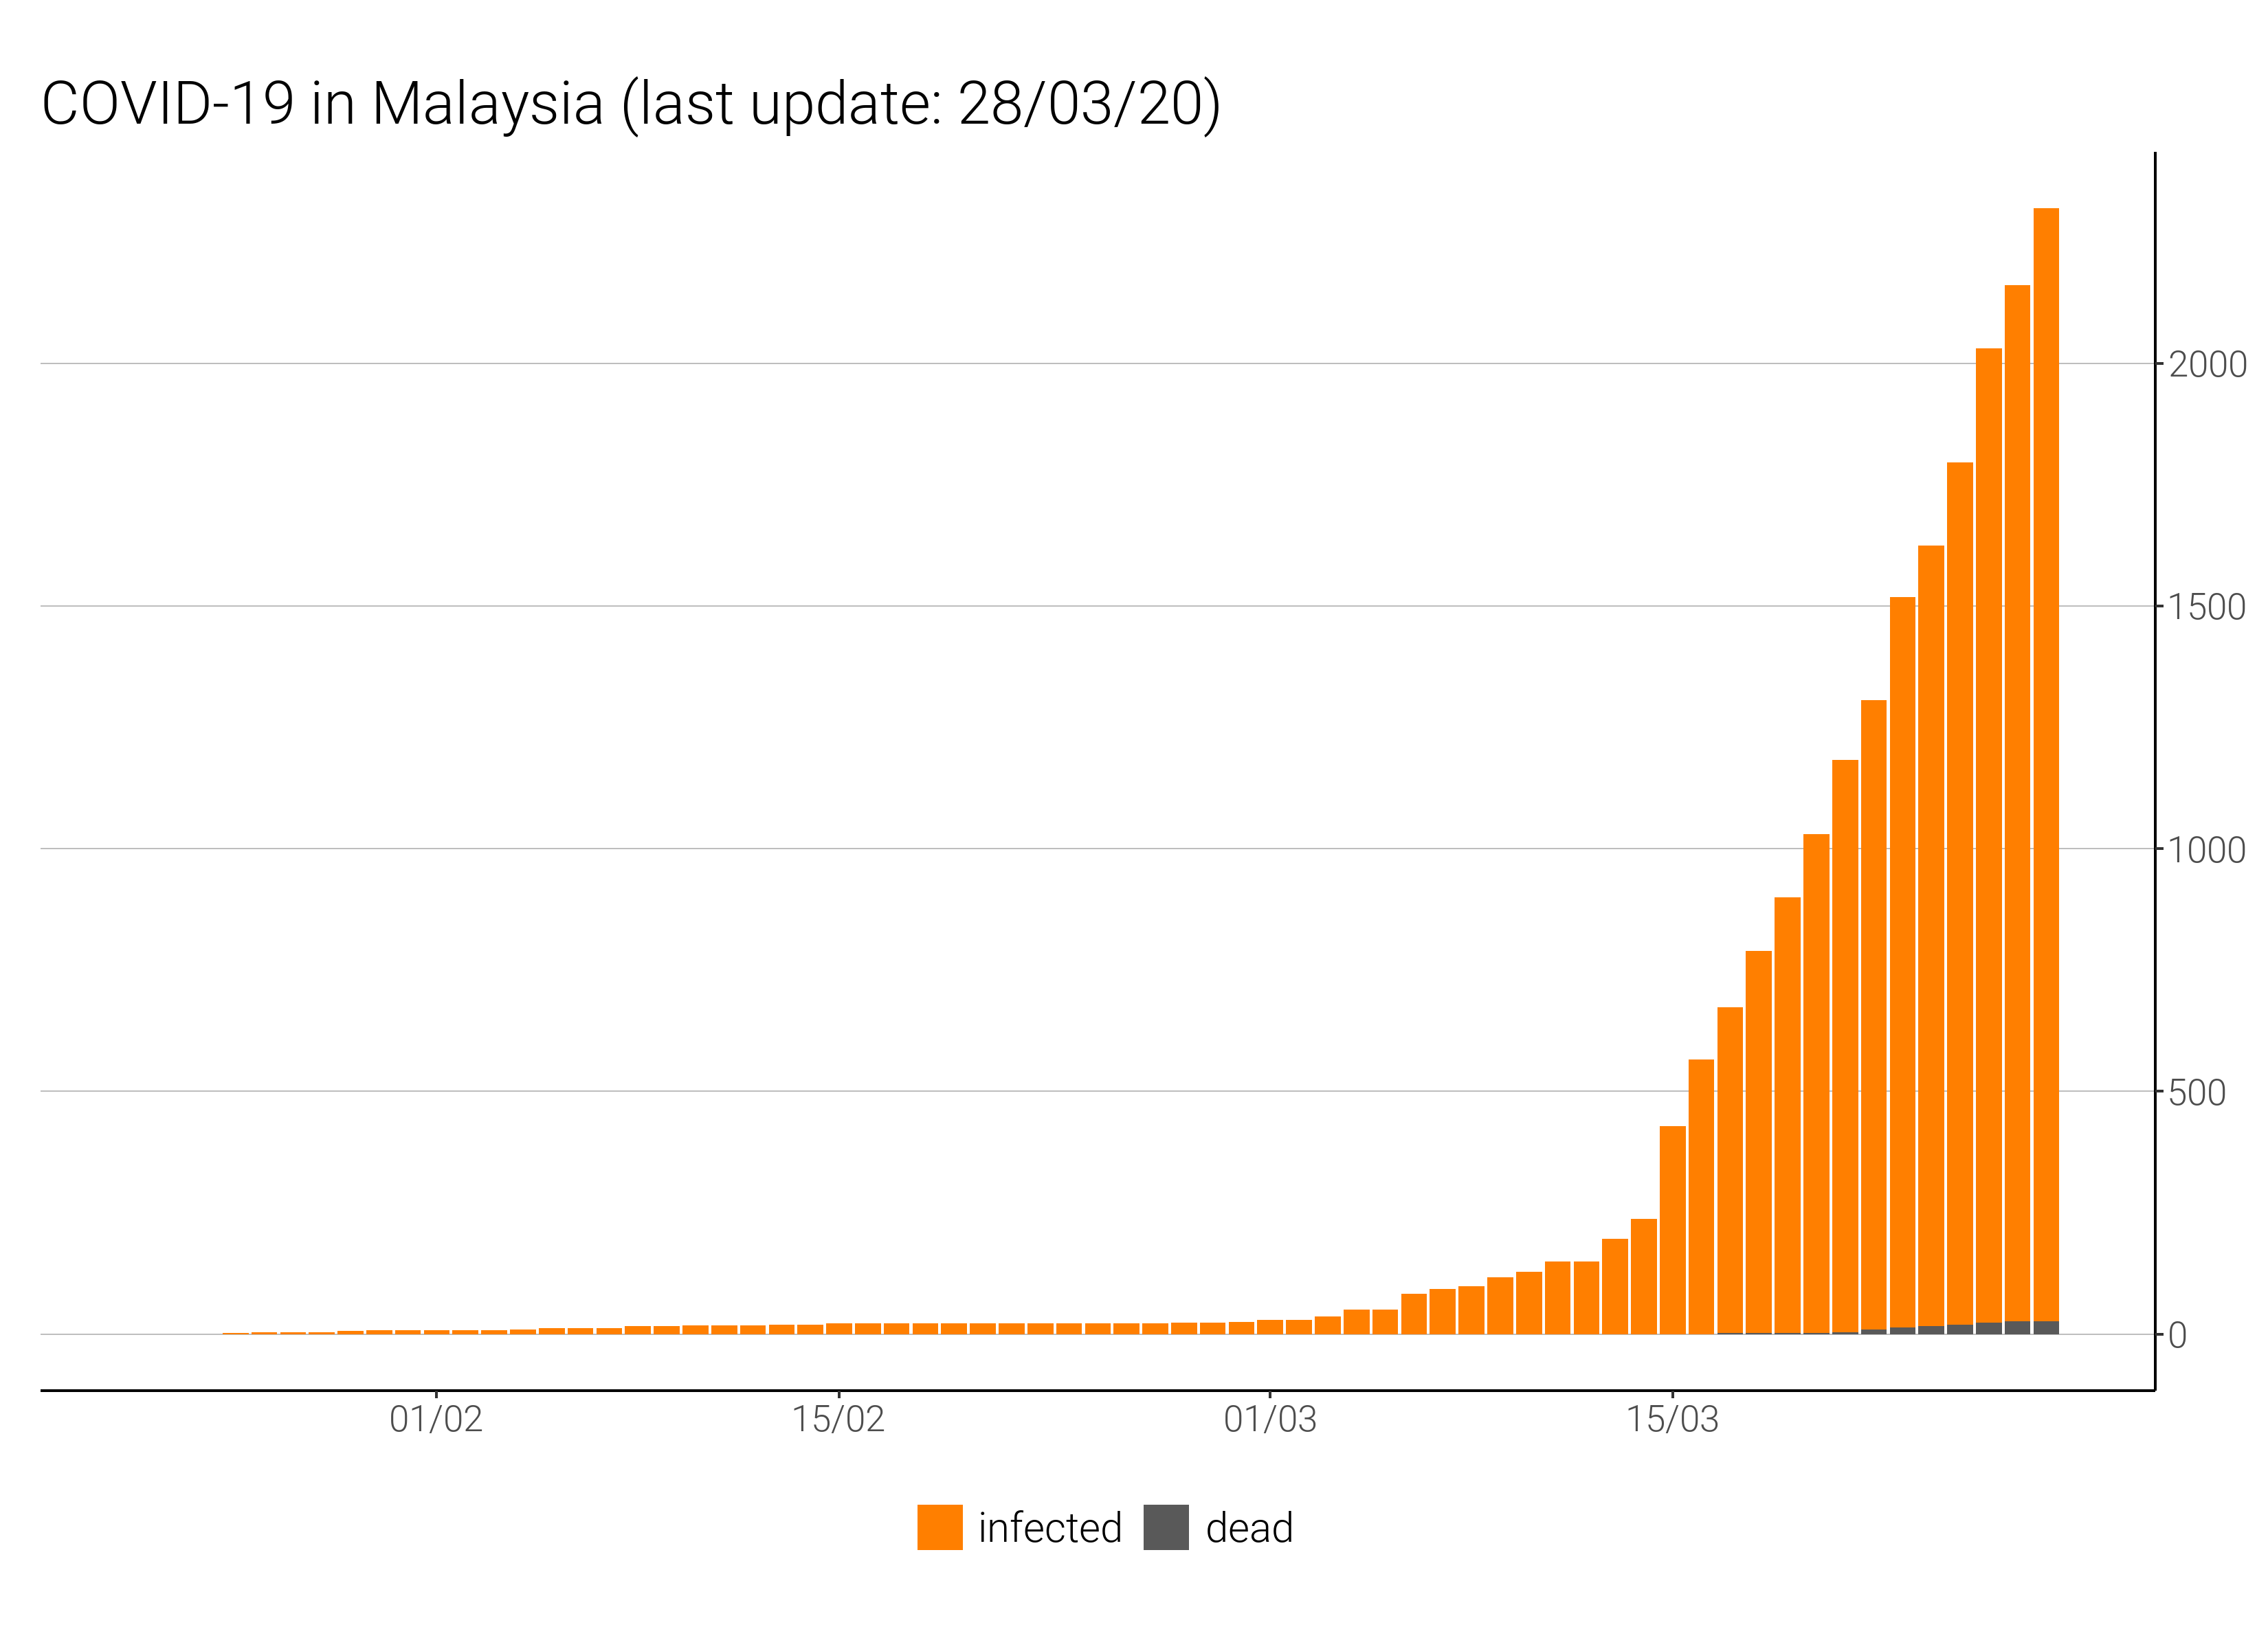 COVID-19 in Malaysia (last update: 28/03/20)
2000
1500
1000
500
0
01/02 15/02 01/03 15/03
infected dead